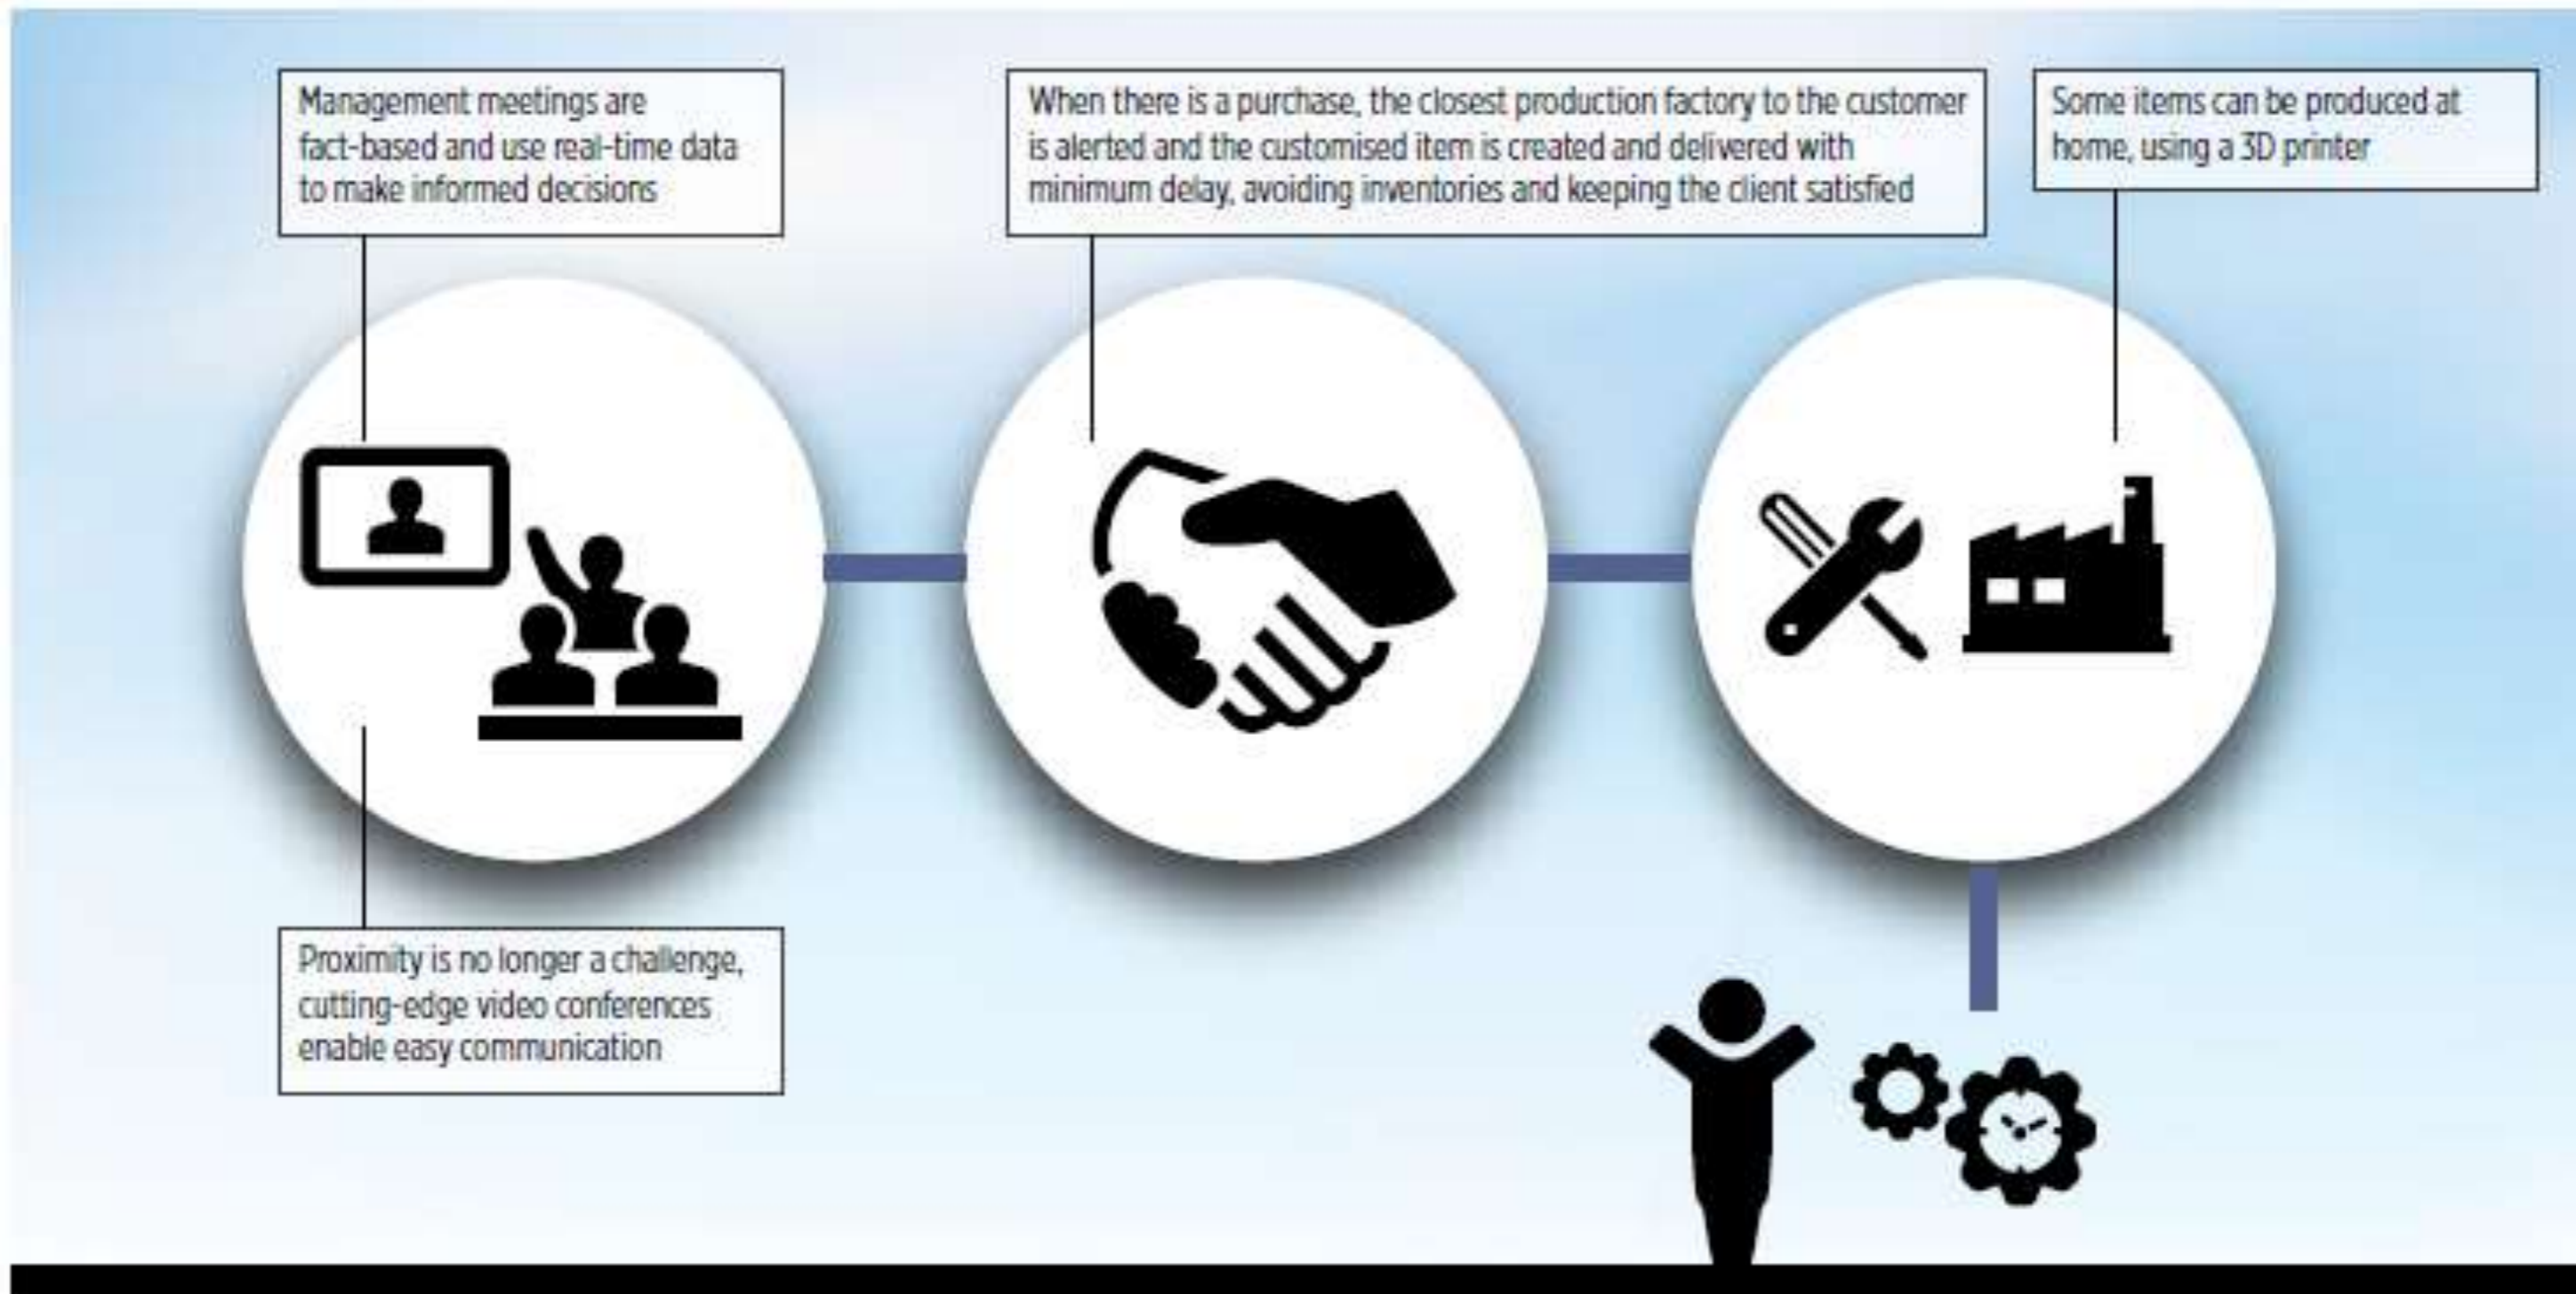 Management meetings are
fact-based and use real-time data
to make informed decisions
When there is a purchase, the closest production factory to the customer
is alerted and the customised item is created and delivered with
minimum delay, avoiding inventories and keeping the client satisfied
Some items can be produced at
home, using a 3D printer
Proximity is no longer a challenge,
cutting-edge video conferences
enable easy communication